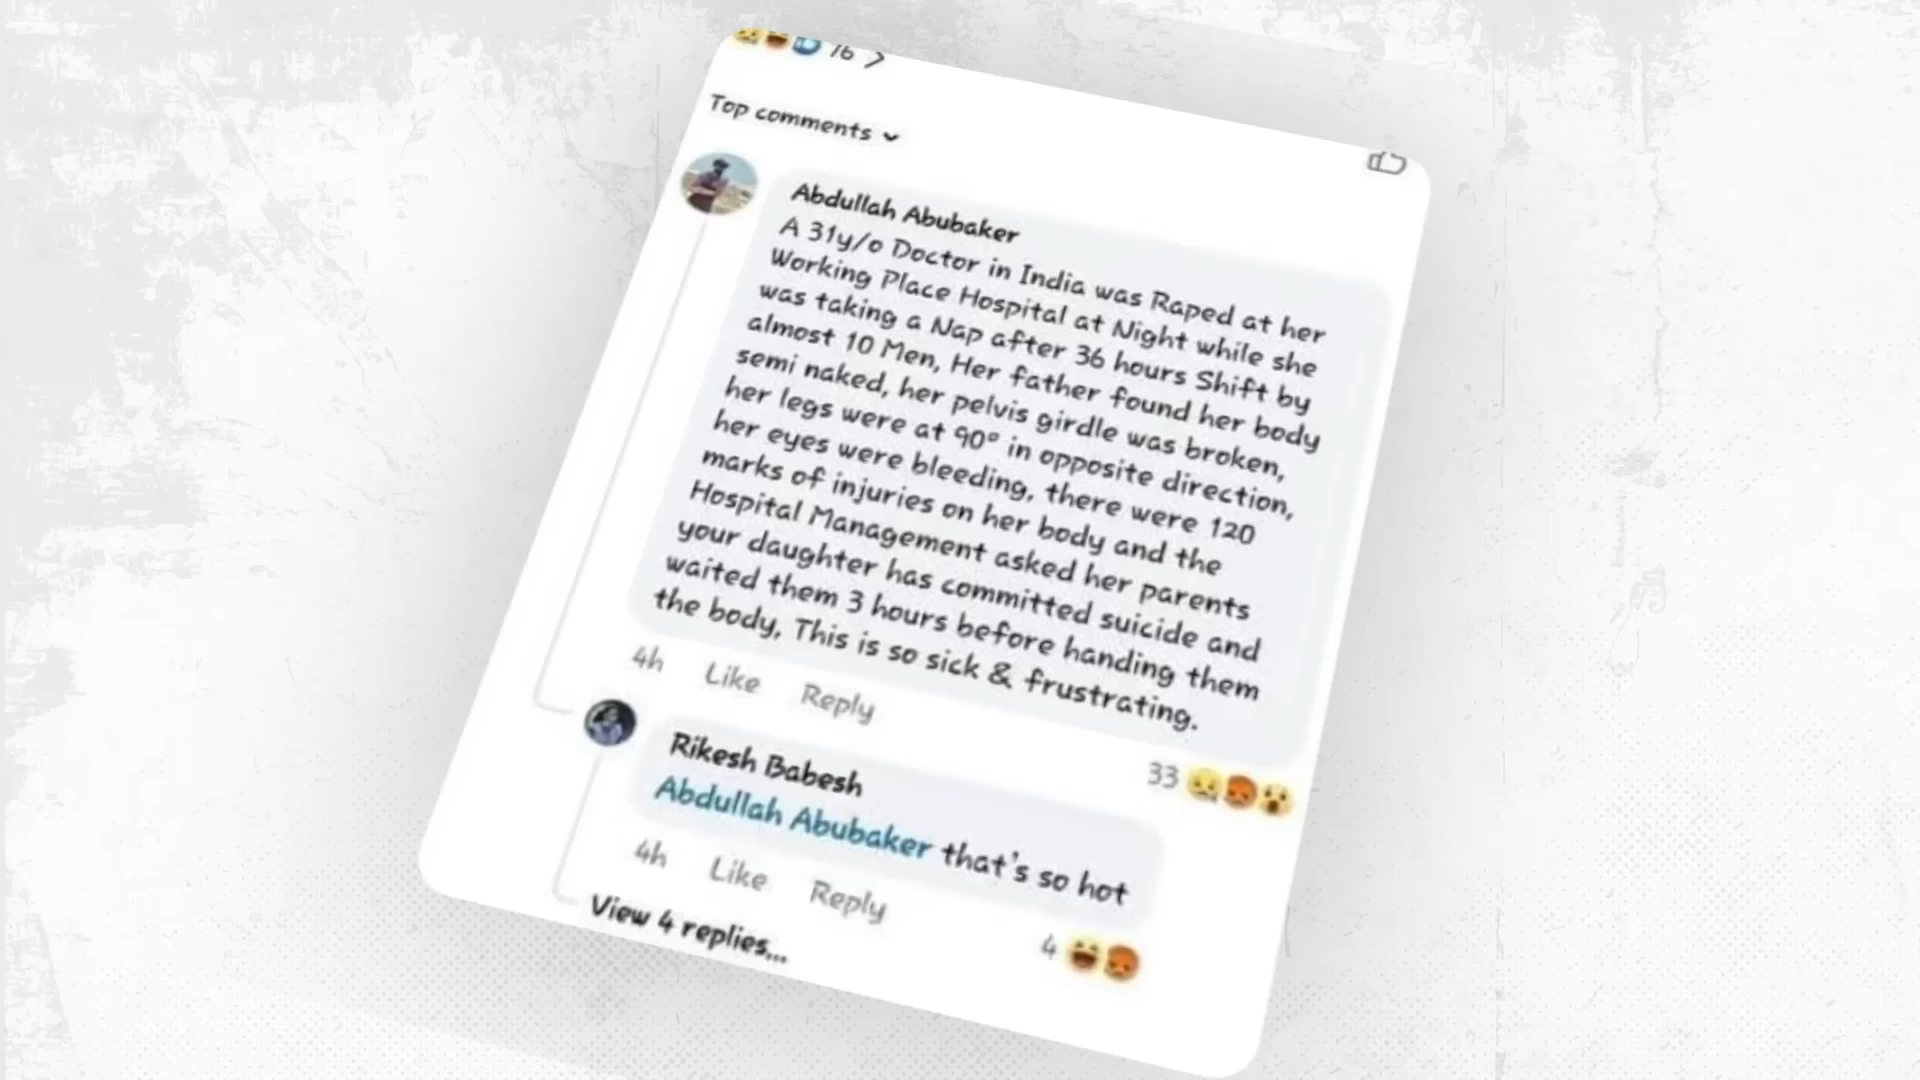 16 >
Top comments
Abdullah Abubaker
A 31y/o Doctor in India was Raped at her
Working Place Hospital at Night while she
was taking a Nap after 36 hours Shift by
almost 10 Men, Her father found her body
semi naked, her pelvis girdle was broken,
her legs were at 90° in opposite direction,
her eyes were bleeding, there were 120
marks of injuries on her body and the
Hospital Management asked her parents
your daughter has committed suicide and
waited them 3 hours before handing them
the body, This is so sick & frustrating.
4h Like Reply
33
Rikesh Babesh
Abdullah Abubaker that's so hot
4h Like Reply
4
View 4 replies...